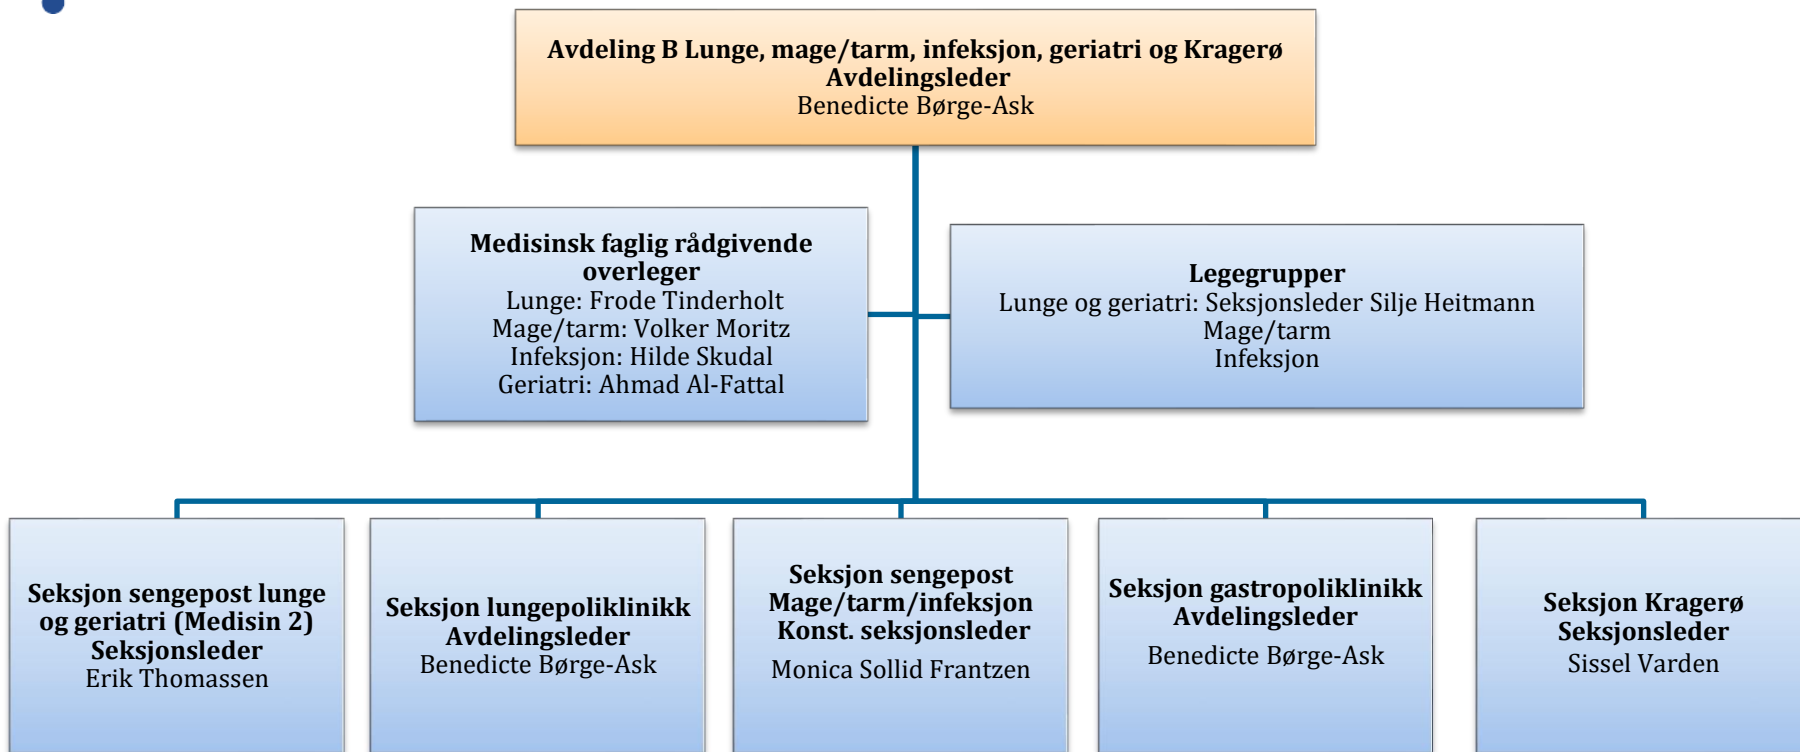 Avdeling B Lunge, mage/tarm, infeksjon, geriatri og Kragerø
Avdelingsleder
Benedicte Børge-Ask
Medisinsk faglig rådgivende
overleger
Lunge: Frode Tinderholt
Mage/tarm: Volker Moritz
Infeksjon: Hilde Skudal
Geriatri: Ahmad Al-Fattal
Legegrupper
Lunge og geriatri: Seksjonsleder Silje Heitmann
Mage/tarm
Infeksjon
Seksjon sengepost lunge
og geriatri (Medisin 2)
Seksjonsleder
Erik Thomassen
Seksjon lungepoliklinikk
Avdelingsleder
Benedicte Børge-Ask
Seksjon sengepost
Mage/tarm/infeksjon
Konst. seksjonsleder
Monica Sollid Frantzen
Seksjon gastropoliklinikk
Avdelingsleder
Benedicte Børge-Ask
Seksjon Kragerø
Seksjonsleder
Sissel Varden